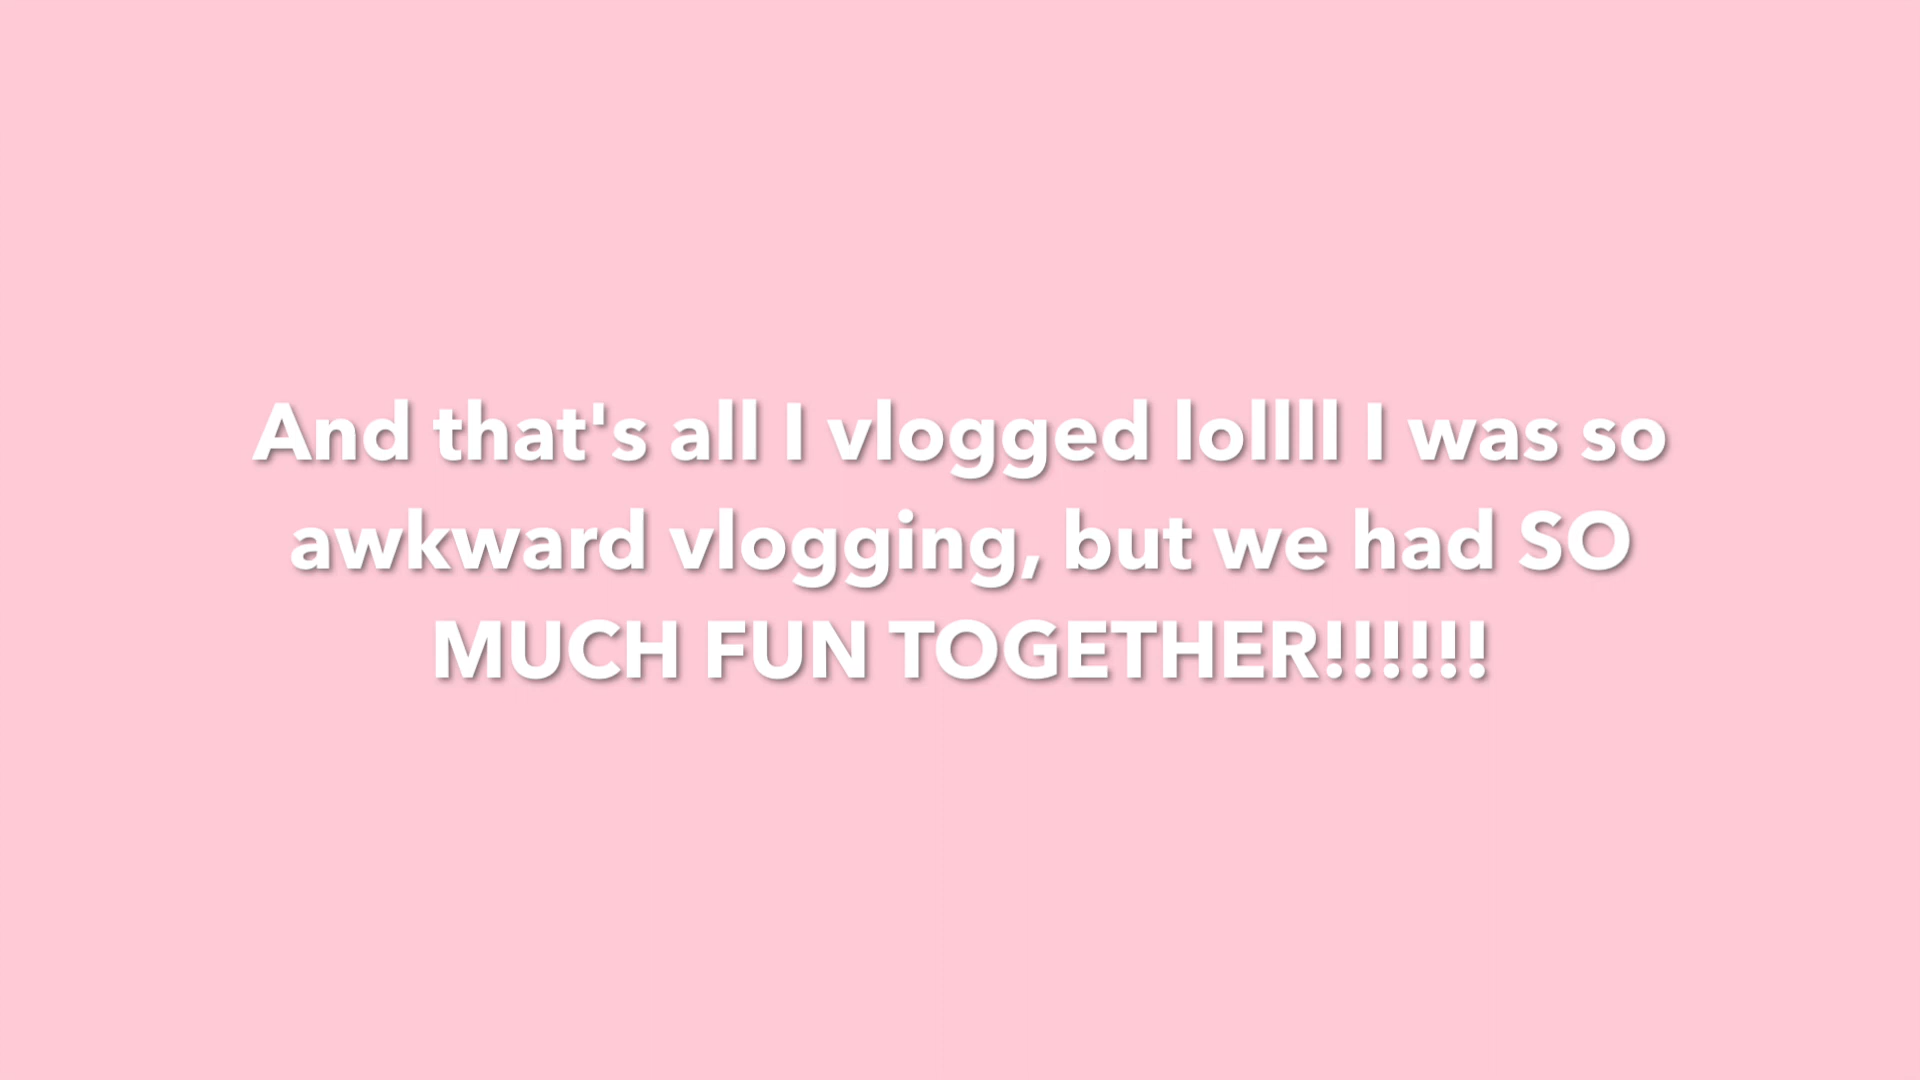 And that's all I vlogged lollll I was so
awkward vlogging, but we had SO
MUCH FUN TOGETHER!!!!!!